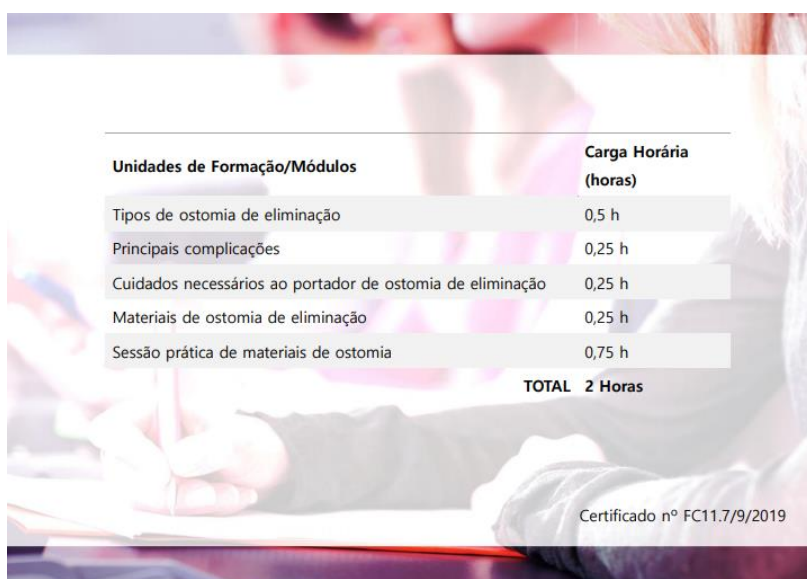 Unidades de Formação/Módulos Carga Horária (horas)
Tipos de ostomia de eliminação 0,5 h
Principais complicações 0,25 h
Cuidados necessários ao portador de ostomia de eliminação 0,25 h
Materiais de ostomia de eliminação 0,25 h
Sessão prática de materiais de ostomia 0,75 h
TOTAL 2 Horas
Certificado nº FC11.7/9/2019